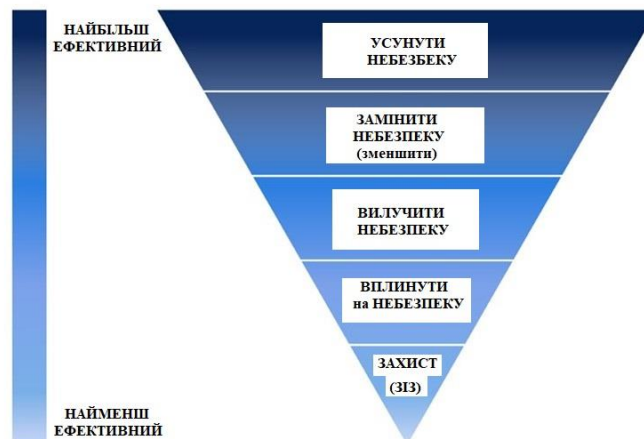 НАЙБІЛЬШ
ЕФЕКТИВНИЙ
УСУНУТИ
НЕБЕЗБЕКУ
ЗАМІНИТИ
НЕБЕЗПЕКУ
(зменшити)
ВИЛУЧИТИ
НЕБЕЗПЕКУ
ВПЛИНУТИ
на НЕБЕЗПЕКУ
ЗАХИСТ
(ЗІЗ)
НАЙМЕНШ
ЕФЕКТИВНИЙ